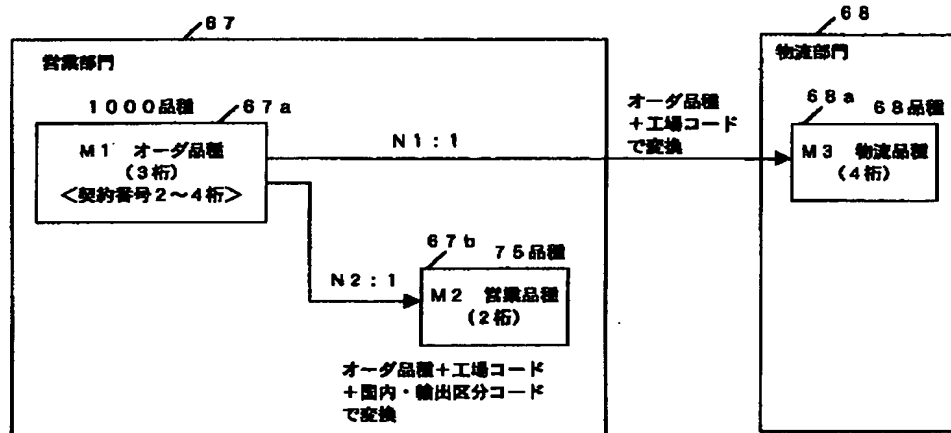 67
営業部門
1000品種
67a
M1 オーダ品種
(3桁)
<契約番号2~4桁>
N1:1
オーダ品種
+工場コード
で変換
68
物流部門
68a
68品種
M3 物流品種
(4桁)
67b
75品種
N2:1
M2 営業品種
(2桁)
オーダ品種+工場コード
+国内・輸出区分コード
で変換